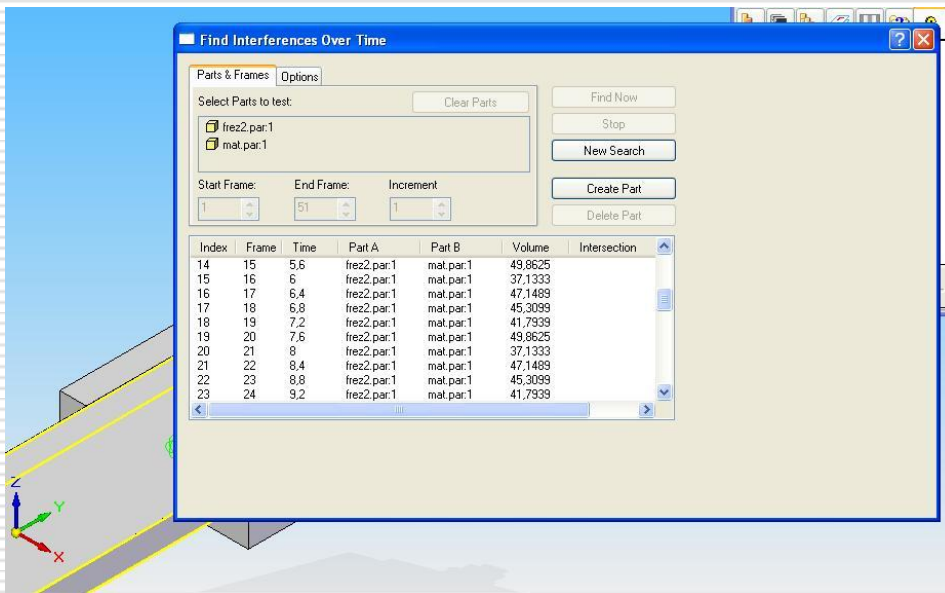 Find Interferences Over Time
Parts & Frames Options
Select Parts to test:
Clear Parts
frez2.par:1
mat.par:1
Start Frame: End Frame: Increment
1 51 1
Find Now
Stop
New Search
Create Part
Delete Part
Index Frame Time Part A Part B Volume Intersection
14 15 5,6 frez2.par:1 mat.par:1 49,8625
15 16 6 frez2.par:1 mat.par:1 37,1333
16 17 6,4 frez2.par:1 mat.par:1 47,1489
17 18 6,8 frez2.par:1 mat.par:1 45,3099
18 19 7,2 frez2.par:1 mat.par:1 41,7939
19 20 7,6 frez2.par:1 mat.par:1 49,8625
20 21 8 frez2.par:1 mat.par:1 37,1333
21 22 8,4 frez2.par:1 mat.par:1 47,1489
22 23 8,8 frez2.par:1 mat.par:1 45,3099
23 24 9,2 frez2.par:1 mat.par:1 41,7939
Z
Y
X